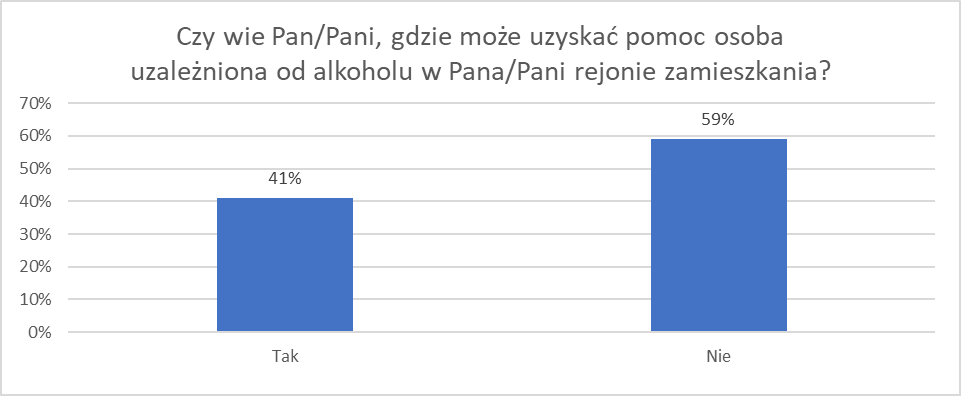 Czy wie Pan/Pani, gdzie może uzyskać pomoc osoba
uzależniona od alkoholu w Pana/Pani rejonie zamieszkania?
70%
60%
50%
40%
30%
20%
10%
0%
41%
59%
Tak
Nie